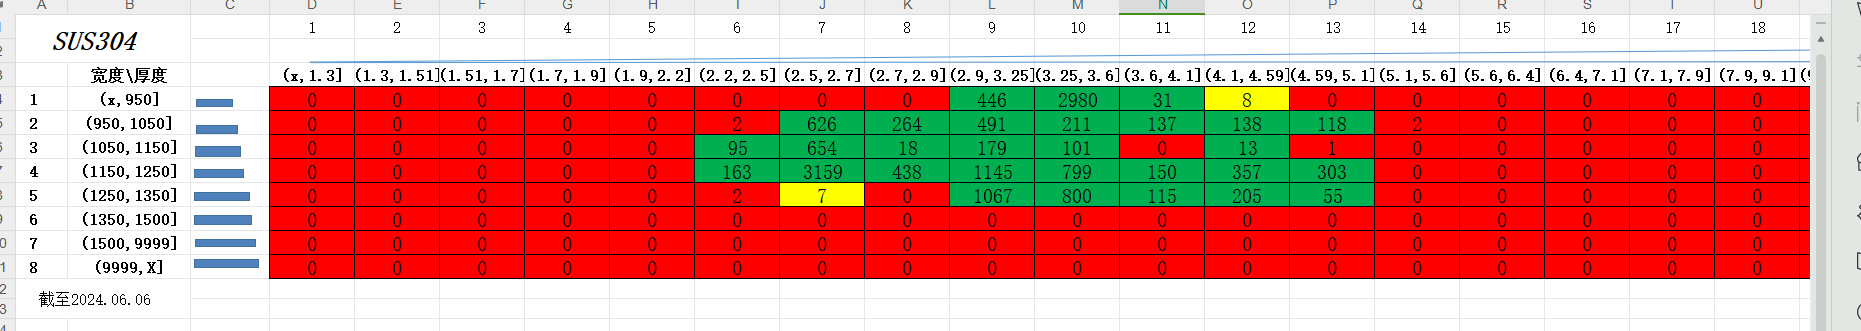 A B C D E F G H I J K L M N O P Q R S T U
1 2 3 4 5 6 7 8 9 10 11 12 13 14 15 16 17 18
SUS304
宽度\厚度 (x,1.3] (1.3,1.51] (1.51,1.7] (1.7,1.9] (1.9,2.2] (2.2,2.5] (2.5,2.7] (2.7,2.9] (2.9,3.25] (3.25,3.6] (3.6,4.1] (4.1,4.59] (4.59,5.1] (5.1,5.6] (5.6,6.4] (6.4,7.1] (7.1,7.9] (7.9,9.1]
1 (x,950] 0 0 0 0 0 0 0 0 446 2980 31 8 0 0 0 0 0 0
2 (950,1050] 0 0 0 0 0 2 626 264 491 211 137 138 118 2 0 0 0 0
3 (1050,1150] 0 0 0 0 0 95 654 18 179 101 0 13 1 0 0 0 0 0
4 (1150,1250] 0 0 0 0 0 163 3159 438 1145 799 150 357 303 0 0 0 0 0
5 (1250,1350] 0 0 0 0 0 2 7 0 1067 800 115 205 55 0 0 0 0 0
6 (1350,1500] 0 0 0 0 0 0 0 0 0 0 0 0 0 0 0 0 0 0
7 (1500,9999] 0 0 0 0 0 0 0 0 0 0 0 0 0 0 0 0 0 0
8 (9999,X] 0 0 0 0 0 0 0 0 0 0 0 0 0 0 0 0 0 0
截至2024.06.06